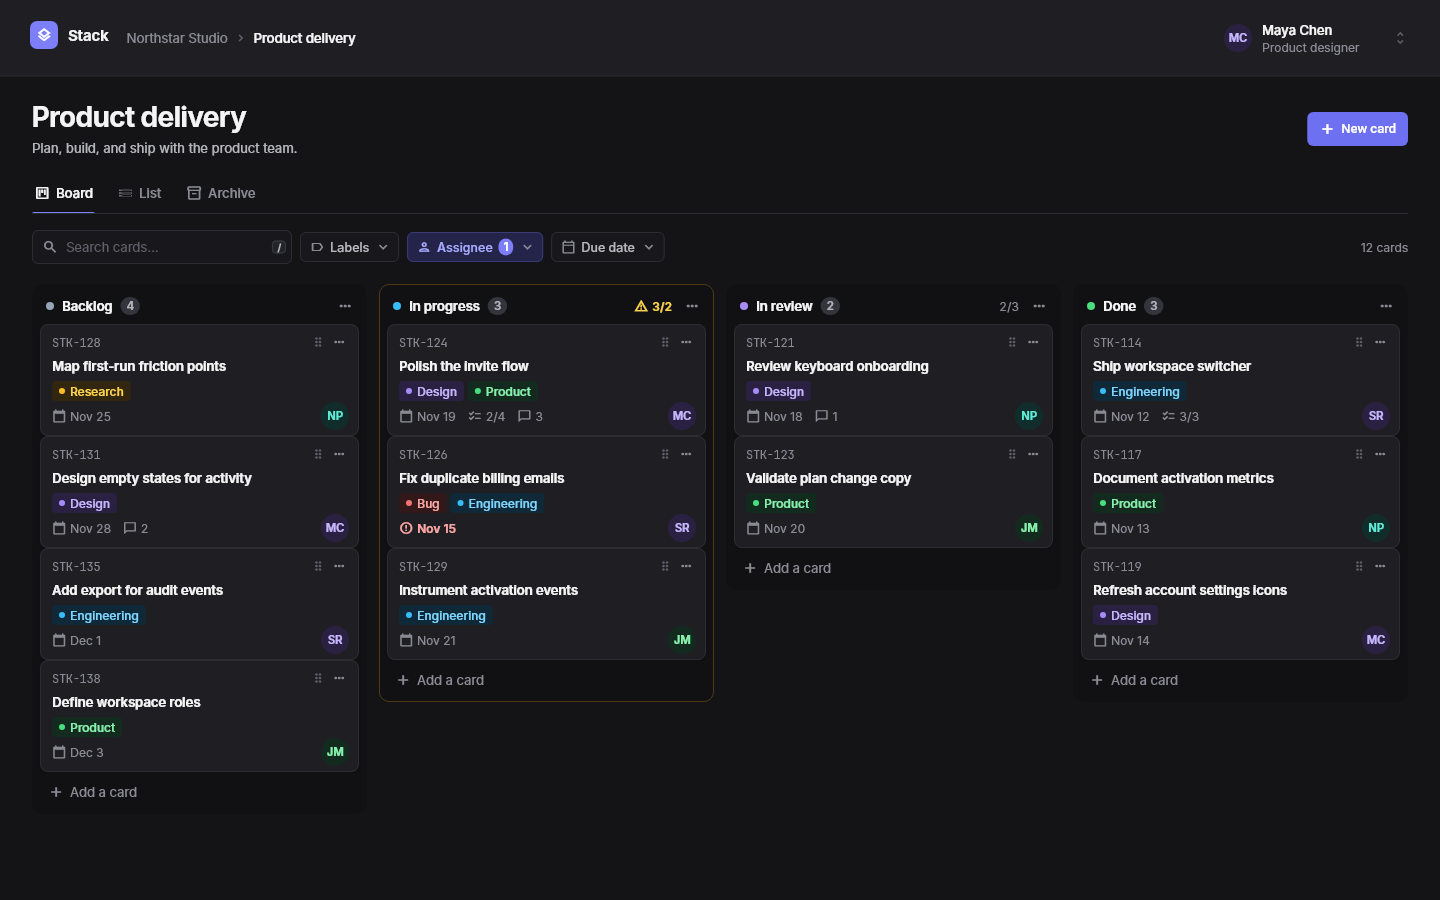 Stack
Northstar Studio › Product delivery
MC
Maya Chen
Product designer
Product delivery
Plan, build, and ship with the product team.
New card
Board
List
Archive
Search cards...
/
Labels
Assignee 1
Due date
12 cards
Backlog 4
STK-128
Map first-run friction points
Research
Nov 25
NP
STK-131
Design empty states for activity
Design
Nov 28 2
MC
STK-135
Add export for audit events
Engineering
Dec 1
SR
STK-138
Define workspace roles
Product
Dec 3
JM
Add a card
In progress 3
3/2
STK-124
Polish the invite flow
Design Product
Nov 19 2/4 3
MC
STK-126
Fix duplicate billing emails
Bug Engineering
Nov 15
SR
STK-129
Instrument activation events
Engineering
Nov 21
JM
Add a card
In review 2
2/3
STK-121
Review keyboard onboarding
Design
Nov 18 1
NP
STK-123
Validate plan change copy
Product
Nov 20
JM
Add a card
Done 3
STK-114
Ship workspace switcher
Engineering
Nov 12 3/3
SR
STK-117
Document activation metrics
Product
Nov 13
NP
STK-119
Refresh account settings icons
Design
Nov 14
MC
Add a card